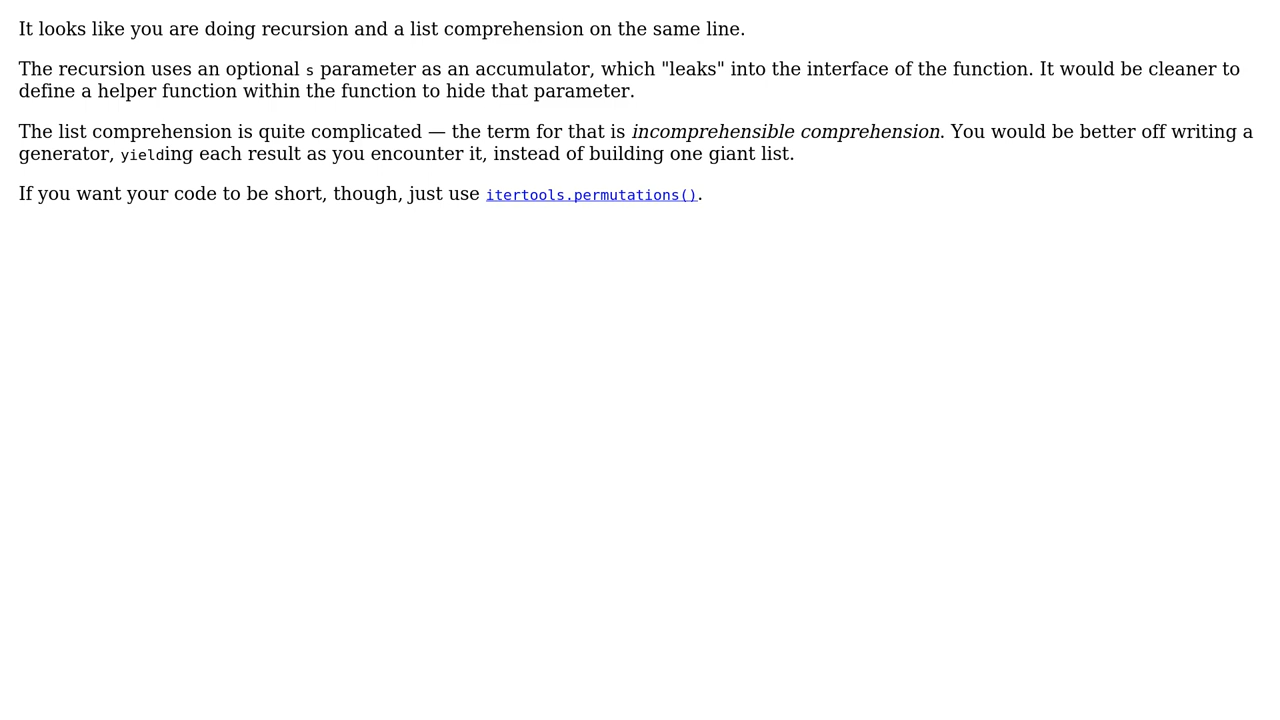 It looks like you are doing recursion and a list comprehension on the same line.
The recursion uses an optional s parameter as an accumulator, which "leaks" into the interface of the function. It would be cleaner to
define a helper function within the function to hide that parameter.
The list comprehension is quite complicated — the term for that is incomprehensible comprehension. You would be better off writing a
generator, yielding each result as you encounter it, instead of building one giant list.
If you want your code to be short, though, just use itertools.permutations().